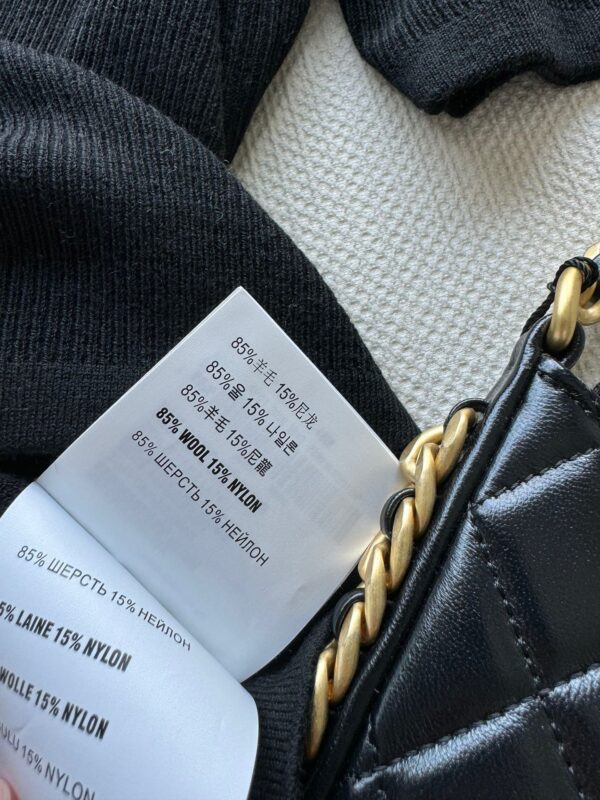 85%羊毛 15%尼龙
85%울 15% 나일론
85%羊毛 15%尼龍
85% WOOL 15% NYLON
85% ШЕРСТЬ 15% НЕЙЛОН
85% ШЕРСТЬ 15% НЕЙЛОН
5% LAINE 15% NYLON
WOLLE 15% NYLON
15% NYLON